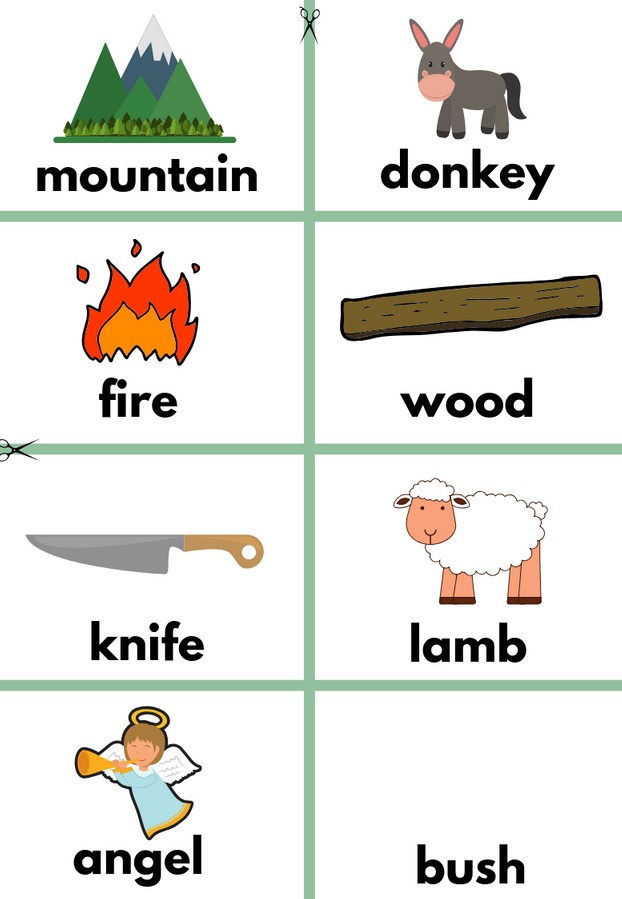 mountain
donkey
fire
wood
knife
lamb
angel
bush